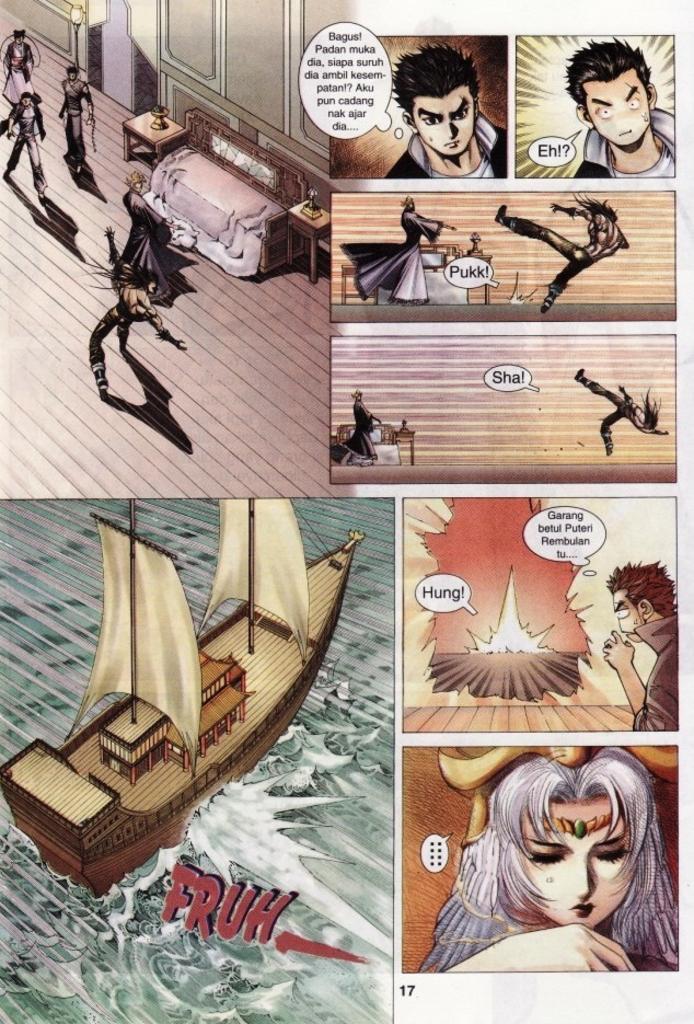 Bagus!
Padan muka
dia, siapa suruh
dia ambil kesem-
patan!? Aku
pun cadang
nak ajar
dia....
Eh!?
Pukk!
Sha!
FRUH
Garang
betul Puteri
Rembulan
tu....
Hung!
17